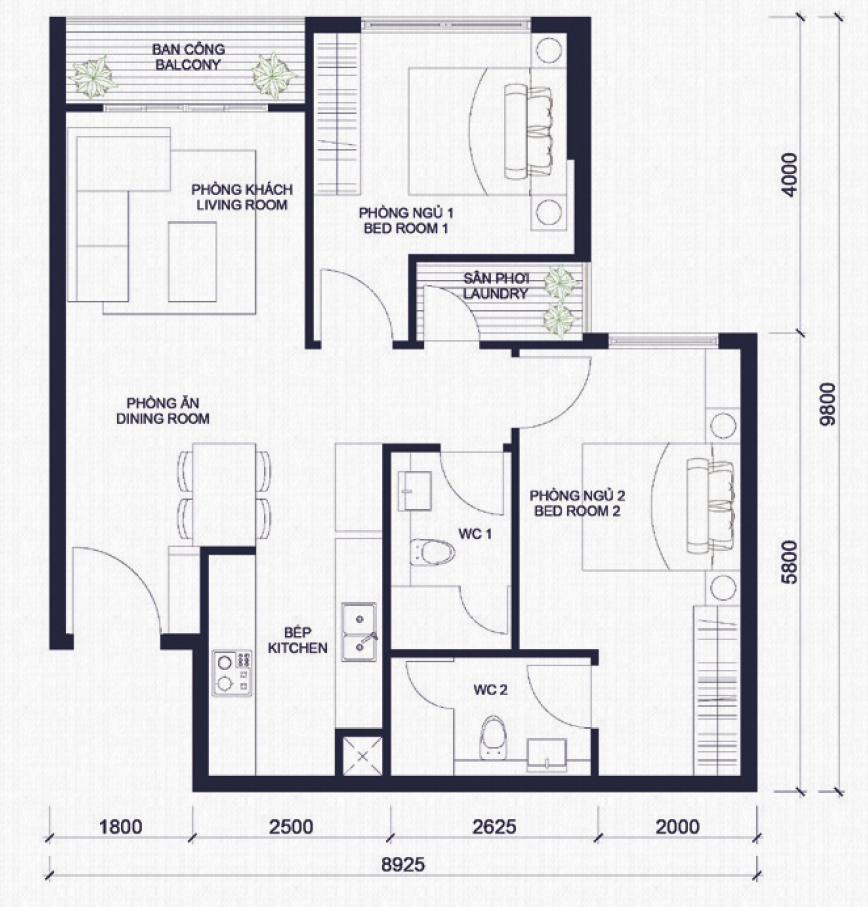 BAN CÔNG
BALCONY
PHÒNG KHÁCH
LIVING ROOM
PHÒNG NGỦ 1
BED ROOM 1
4000
SÂN PHƠI
LAUNDRY
PHÒNG ĂN
DINING ROOM
9800
PHÒNG NGỦ 2
BED ROOM 2
WC 1
5800
BẾP
KITCHEN
WC 2
1800
2500
2625
2000
8925